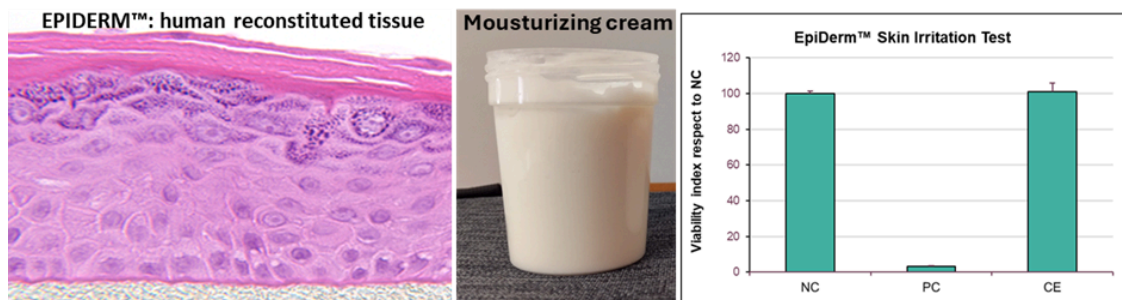 EPIDERM™: human reconstituted tissue
Mousturizing cream
EpiDerm™ Skin Irritation Test
Viability index respect to NC
120
100
80
60
40
20
0
NC PC CE